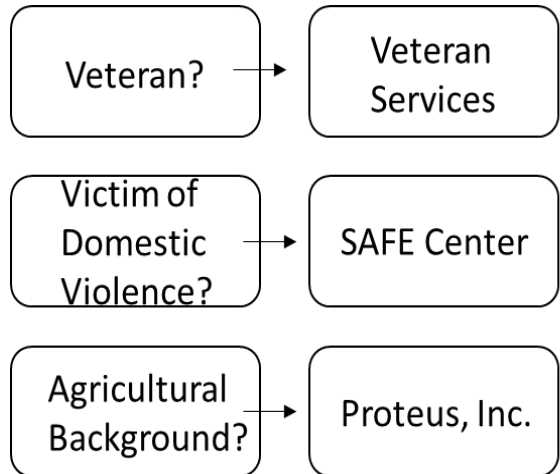 Veteran?
Veteran
Services
Victim of
Domestic
Violence?
SAFE Center
Agricultural
Background?
Proteus, Inc.